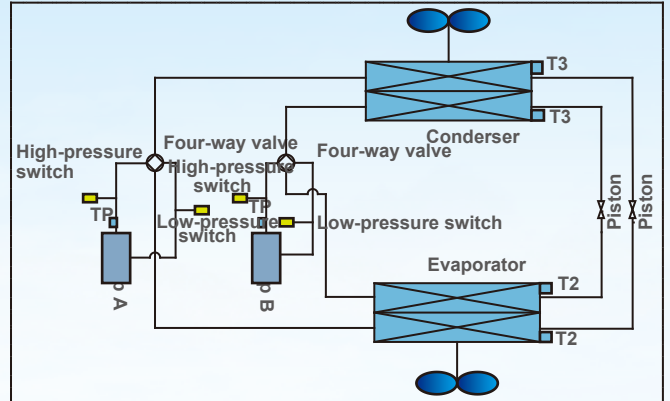 T3
T3
Conderser
High-pressure
switch
Four-way valve
High-pressure
switch
Four-way valve
TP
TP
Low-pressure
switch
Low-pressure switch
Piston
Piston
Evaporator
T2
T2
A
B